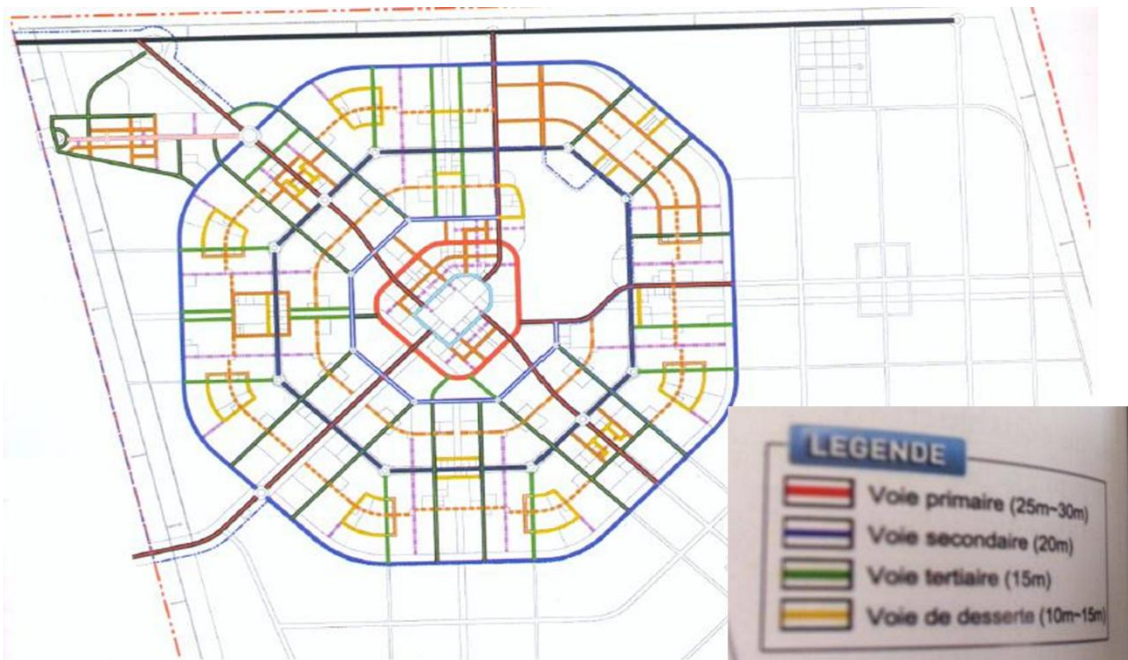 LEGENDE
Voie primaire (25m~30m)
Voie secondaire (20m)
Voie tertiaire (15m)
Voie de desserte (10m~15m)